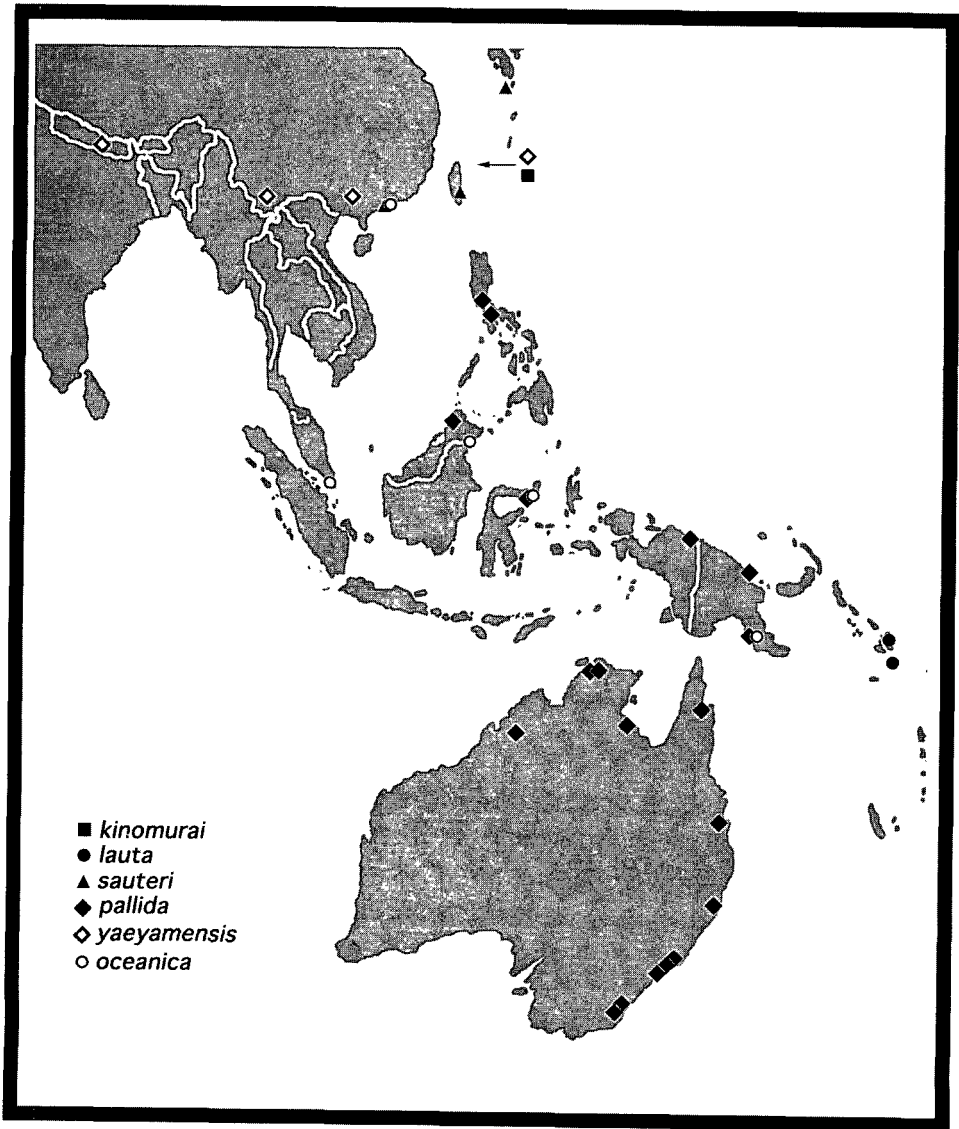 kinomurai
lauta
sauteri
pallida
yaeyamensis
oceanica